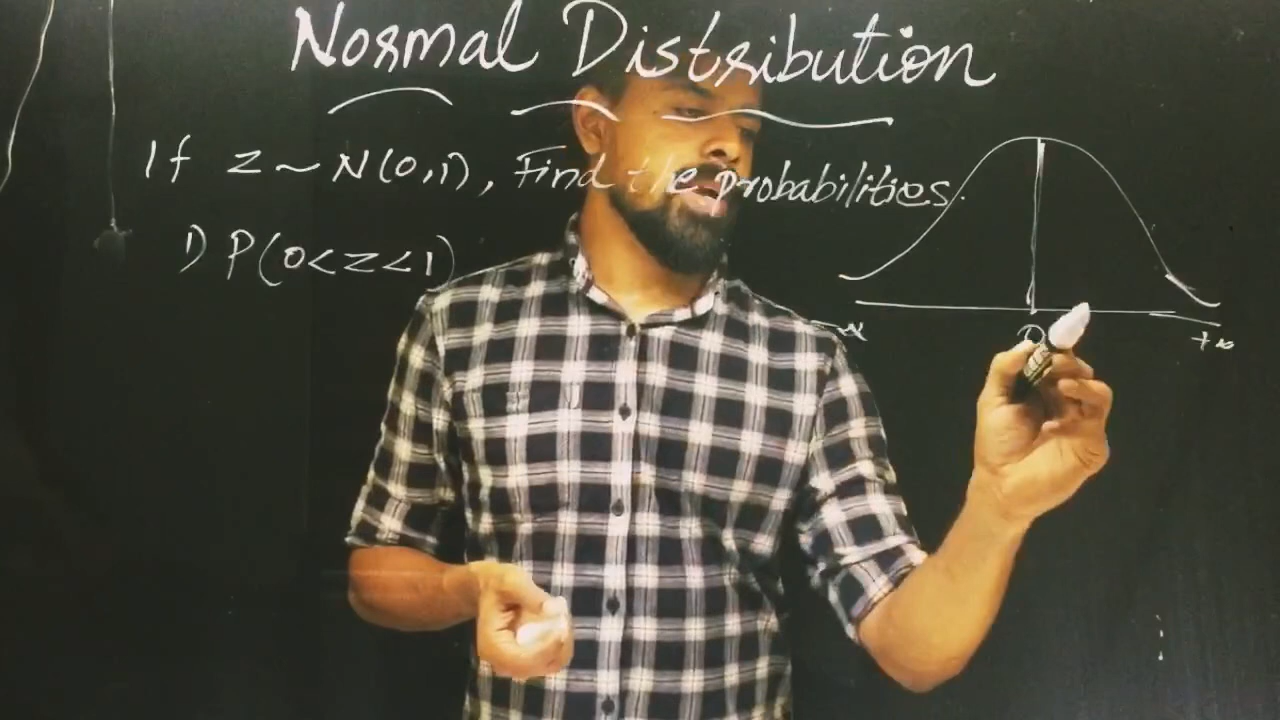 Normal Distribution
If z ~ N(0,1), Find the probabilities.
1) P(0<z<1)
-∞ 0 +∞